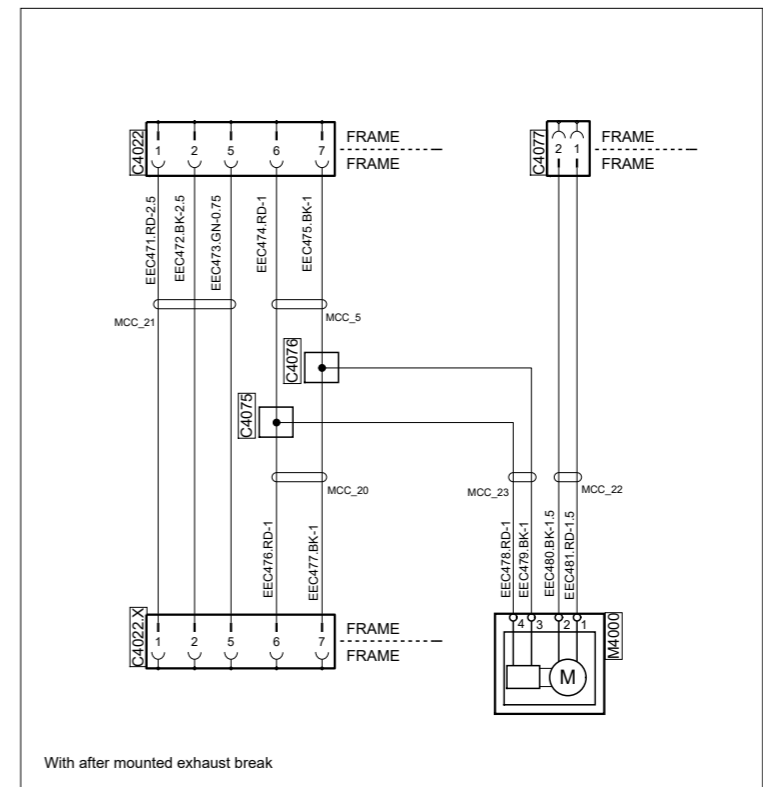 C4022
1 2 5 6 7
FRAME
FRAME
C4077
2 1
FRAME
FRAME
EEC471.RD-2.5
EEC472.BK-2.5
EEC473.GN-0.75
EEC474.RD-1
EEC475.BK-1
MCC_21
MCC_5
C4076
C4075
MCC_20
MCC_23
MCC_22
EEC476.RD-1
EEC477.BK-1
EEC478.RD-1
EEC479.BK-1
EEC480.BK-1.5
EEC481.RD-1.5
C4022.X
1 2 5 6 7
FRAME
FRAME
4 3 2 1
M4000
M
With after mounted exhaust break